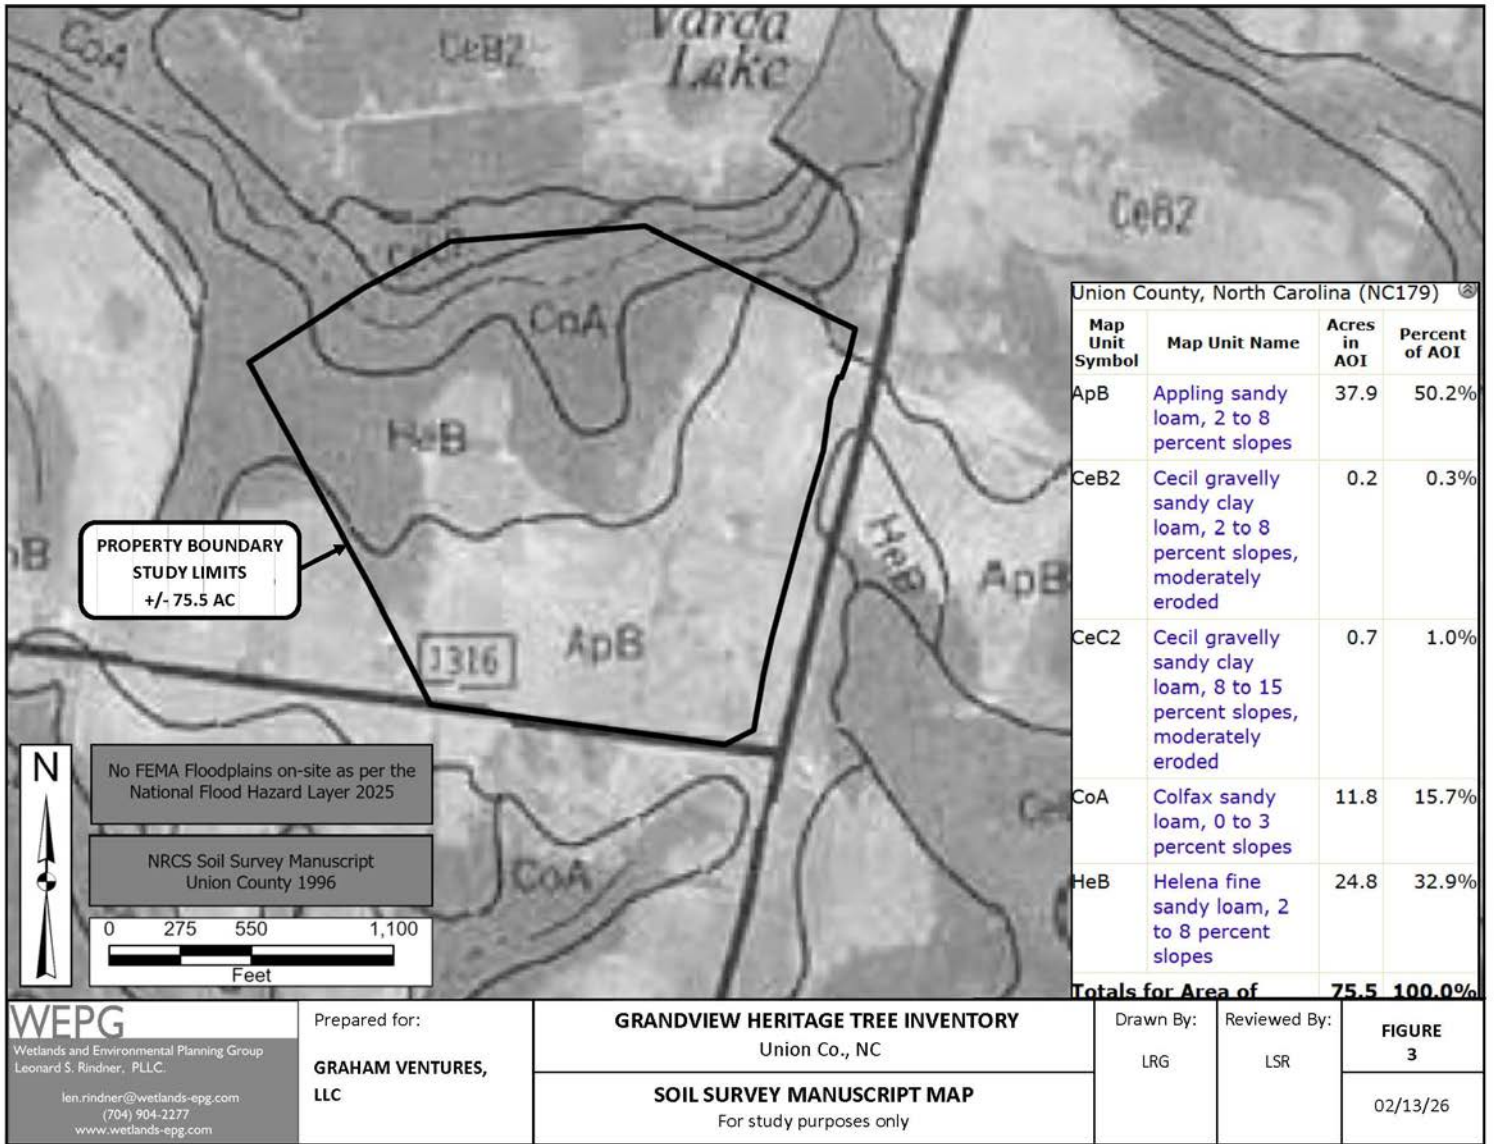 CoA
CeB2
Varda
Lake
CeB2
CoA
HeB
HeB
ApB
ApB
1316
CoA
PROPERTY BOUNDARY
STUDY LIMITS
+/- 75.5 AC
Union County, North Carolina (NC179)
Map Unit Symbol
Map Unit Name
Acres in AOI
Percent of AOI
ApB
Appling sandy
loam, 2 to 8
percent slopes
37.9
50.2%
CeB2
Cecil gravelly
sandy clay
loam, 2 to 8
percent slopes,
moderately
eroded
0.2
0.3%
CeC2
Cecil gravelly
sandy clay
loam, 8 to 15
percent slopes,
moderately
eroded
0.7
1.0%
CoA
Colfax sandy
loam, 0 to 3
percent slopes
11.8
15.7%
HeB
Helena fine
sandy loam, 2
to 8 percent
slopes
24.8
32.9%
Totals for Area of
75.5
100.0%
N
No FEMA Floodplains on-site as per the
National Flood Hazard Layer 2025
NRCS Soil Survey Manuscript
Union County 1996
0 275 550 1,100
Feet
WEPG
Wetlands and Environmental Planning Group
Leonard S. Rindner, PLLC.
len.rindner@wetlands-epg.com
(704) 904-2277
www.wetlands-epg.com
Prepared for:
GRAHAM VENTURES,
LLC
GRANDVIEW HERITAGE TREE INVENTORY
Union Co., NC
SOIL SURVEY MANUSCRIPT MAP
For study purposes only
Drawn By:
LRG
Reviewed By:
LSR
FIGURE
3
02/13/26